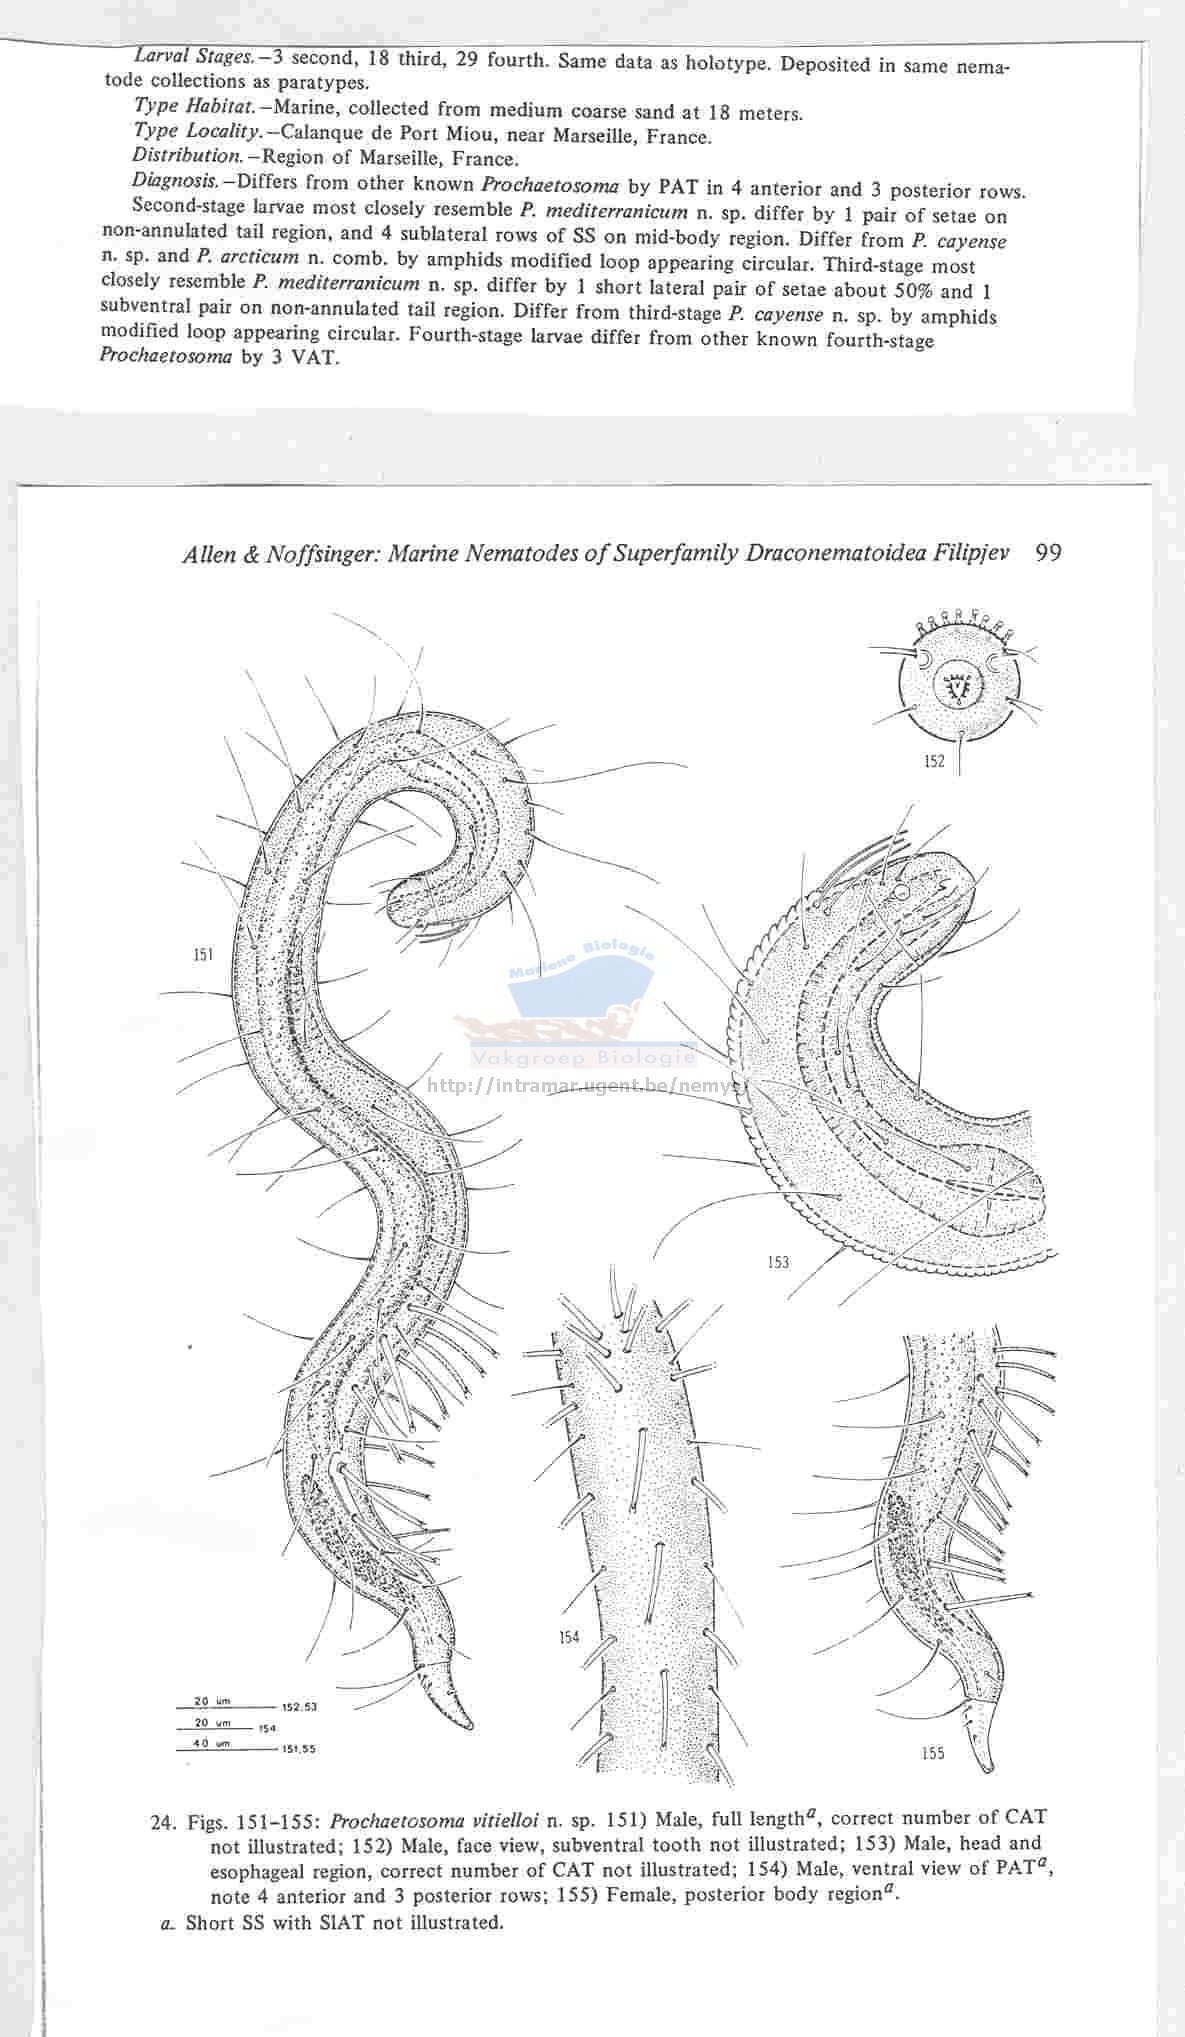 Larval Stages.—3 second, 18 third, 29 fourth. Same data as holotype. Deposited in same nema-
tode collections as paratypes.
Type Habitat.—Marine, collected from medium coarse sand at 18 meters.
Type Locality.—Calanque de Port Miou, near Marseille, France.
Distribution.—Region of Marseille, France.
Diagnosis.—Differs from other known Prochaetosoma by PAT in 4 anterior and 3 posterior rows.
Second-stage larvae most closely resemble P. mediterranicum n. sp. differ by 1 pair of setae on
non-annulated tail region, and 4 sublateral rows of SS on mid-body region. Differ from P. cayense
n. sp. and P. arcticum n. comb. by amphids modified loop appearing circular. Third-stage most
closely resemble P. mediterranicum n. sp. differ by 1 short lateral pair of setae about 50% and 1
subventral pair on non-annulated tail region. Differ from third-stage P. cayense n. sp. by amphids
modified loop appearing circular. Fourth-stage larvae differ from other known fourth-stage
Prochaetosoma by 3 VAT.
Allen & Noffsinger: Marine Nematodes of Superfamily Draconematoidea Filipjev 99
152
151
Mariene Biologie
Vakgroep Biologie
http://intramar.ugent.be/nemys
153
154
155
20 um 152,53
20 um 154
40 um 151,55
24. Figs. 151-155: Prochaetosoma vitielloi n. sp. 151) Male, full lengthᵃ, correct number of CAT
not illustrated; 152) Male, face view, subventral tooth not illustrated; 153) Male, head and
esophageal region, correct number of CAT not illustrated; 154) Male, ventral view of PATᵃ,
note 4 anterior and 3 posterior rows; 155) Female, posterior body regionᵃ.
a. Short SS with SlAT not illustrated.